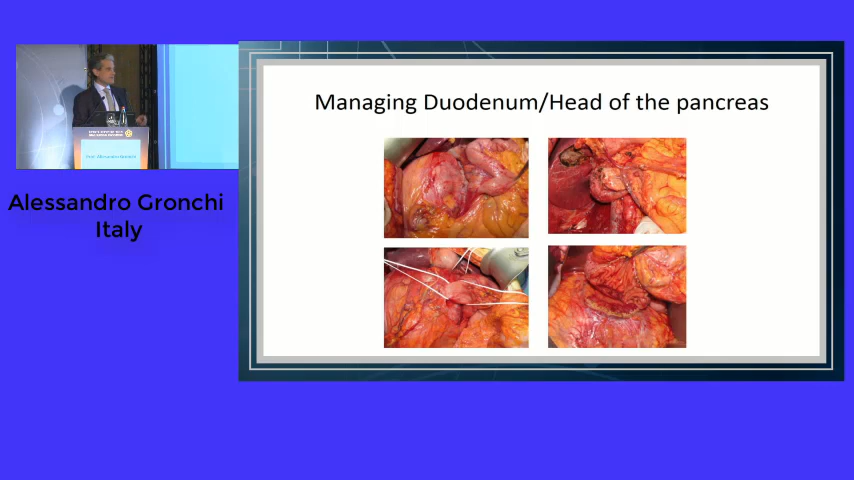 Managing Duodenum/Head of the pancreas
Alessandro Gronchi
Italy